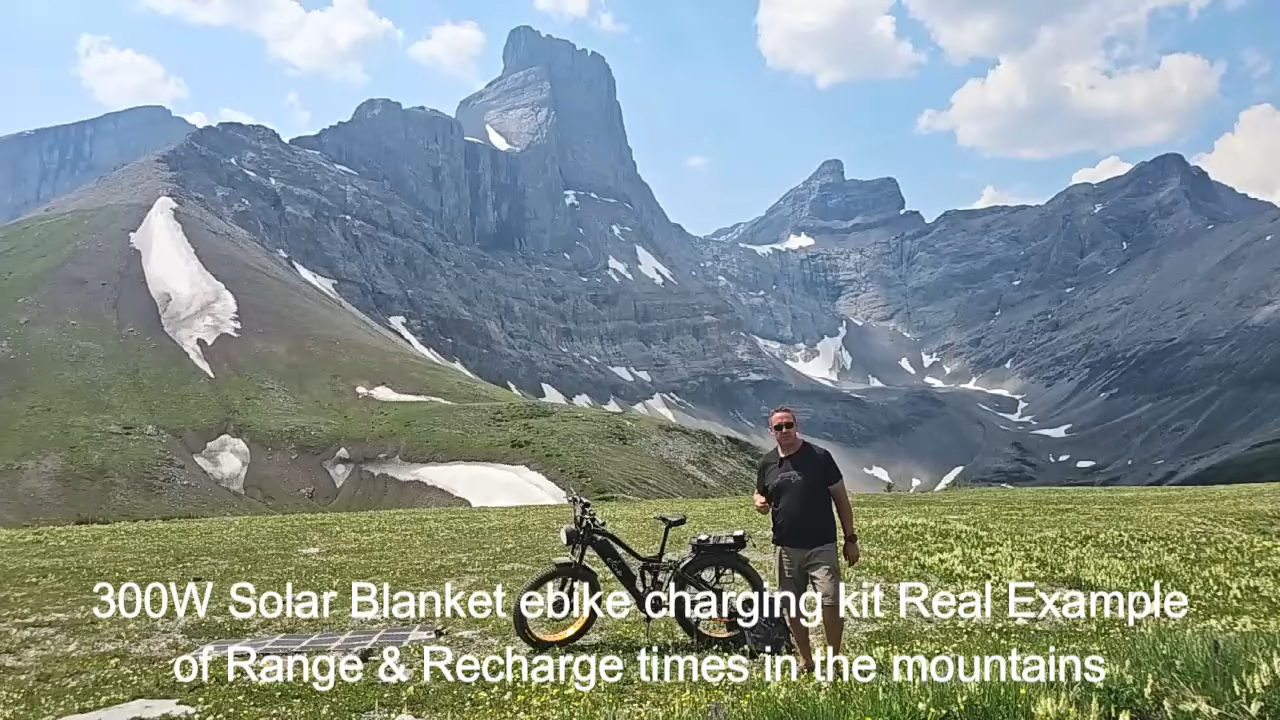 300W Solar Blanket ebike charging kit Real Example
of Range & Recharge times in the mountains